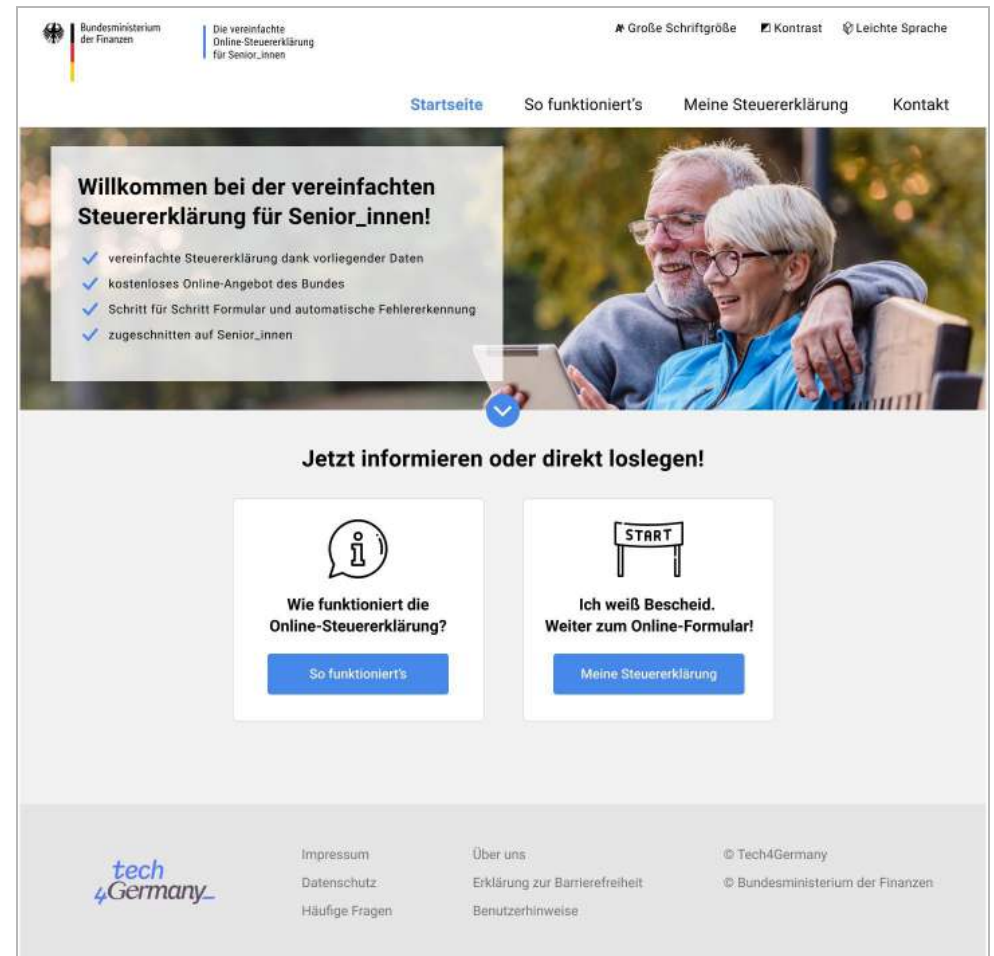 Bundesministerium
der Finanzen
Die vereinfachte
Online-Steuererklärung
für Senior_innen
Große Schriftgröße
Kontrast
Leichte Sprache
Startseite
So funktioniert's
Meine Steuererklärung
Kontakt
Willkommen bei der vereinfachten
Steuererklärung für Senior_innen!
vereinfachte Steuererklärung dank vorliegender Daten
kostenloses Online-Angebot des Bundes
Schritt für Schritt Formular und automatische Fehlererkennung
zugeschnitten auf Senior_innen
Jetzt informieren oder direkt loslegen!
Wie funktioniert die
Online-Steuererklärung?
So funktioniert's
START
Ich weiß Bescheid.
Weiter zum Online-Formular!
Meine Steuererklärung
tech
4Germany_
Impressum
Datenschutz
Häufige Fragen
Über uns
Erklärung zur Barrierefreiheit
Benutzerhinweise
© Tech4Germany
© Bundesministerium der Finanzen